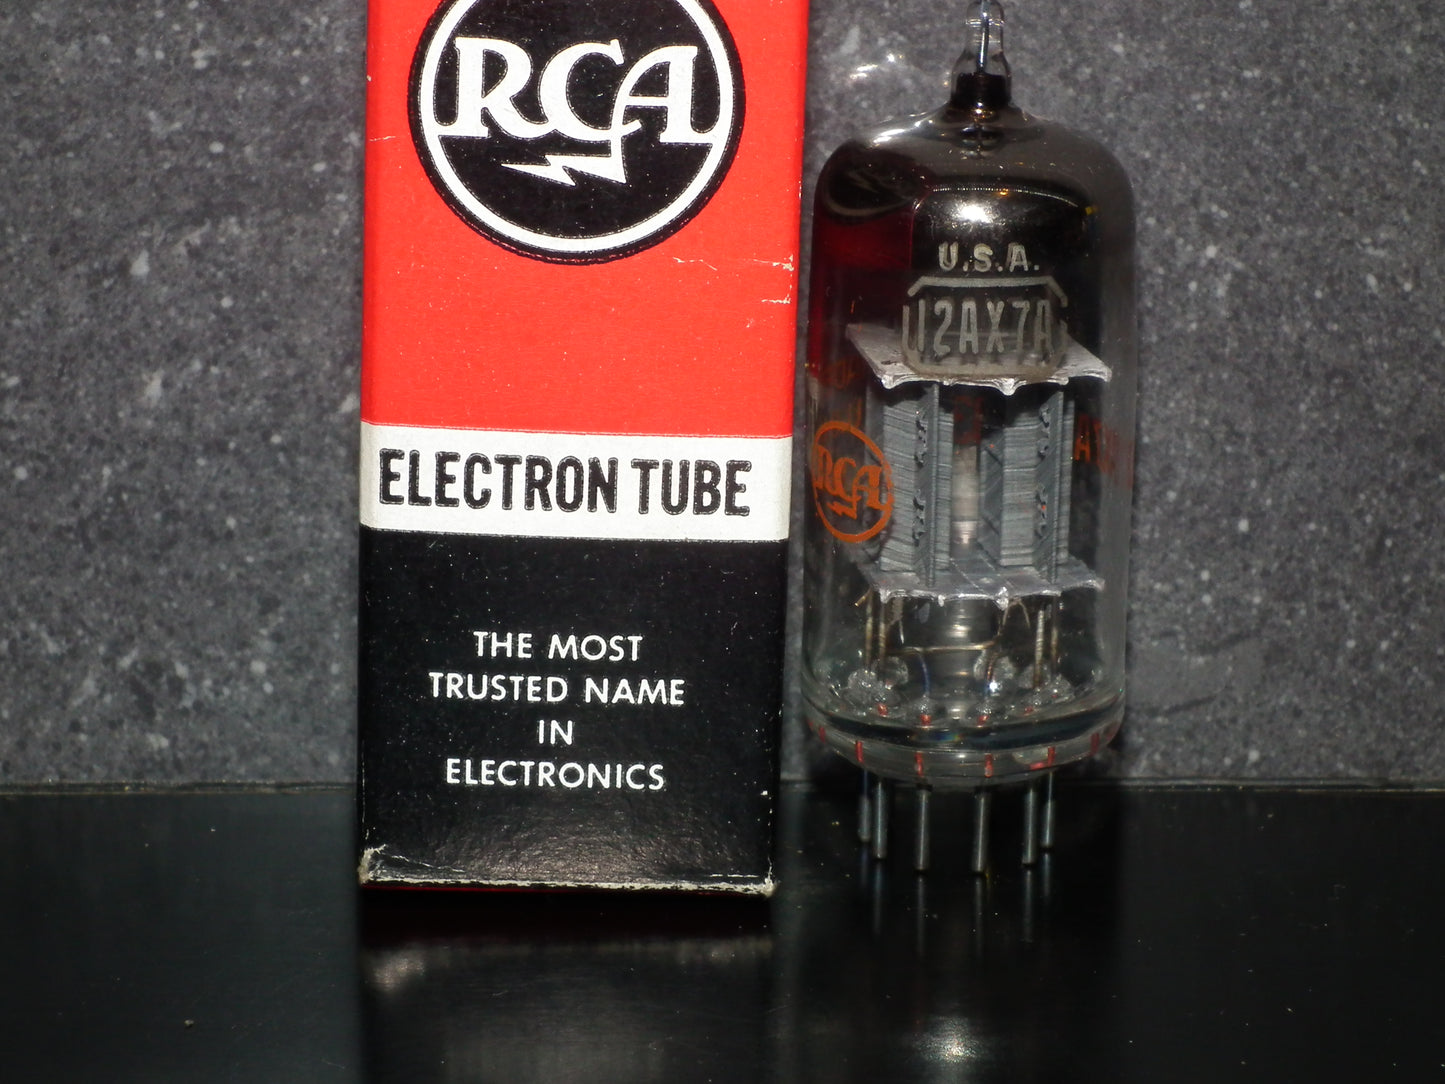 RCA
ELECTRON TUBE
THE MOST
TRUSTED NAME
IN
ELECTRONICS
U.S.A.
12AX7A
RCA